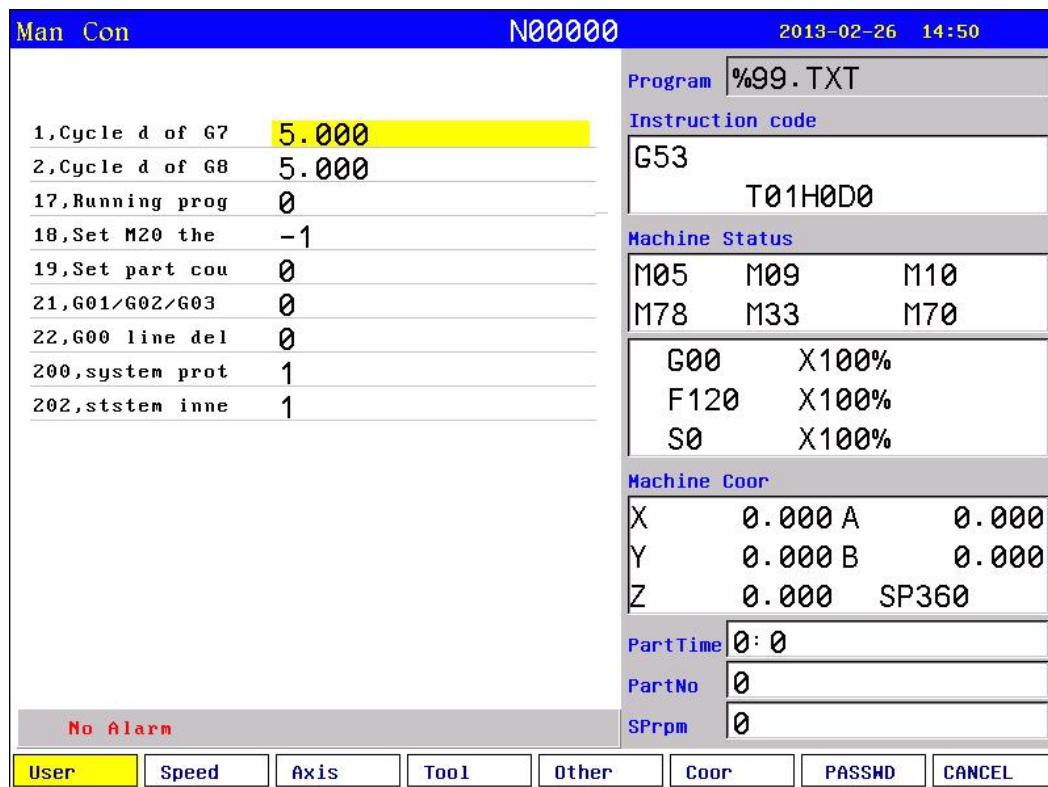 Man Con N00000 2013-02-26 14:50
1,Cycle d of G7 5.000
2,Cycle d of G8 5.000
17,Running prog 0
18,Set M20 the -1
19,Set part cou 0
21,G01/G02/G03 0
22,G00 line del 0
200,system prot 1
202,ststem inne 1
No Alarm
Program %99.TXT
Instruction code
G53
T01H0D0
Machine Status
M05 M09 M10
M78 M33 M70
G00 X100%
F120 X100%
S0 X100%
Machine Coor
X 0.000 A 0.000
Y 0.000 B 0.000
Z 0.000 SP360
PartTime 0: 0
PartNo 0
SPrpm 0
User Speed Axis Tool Other Coor PASSWD CANCEL